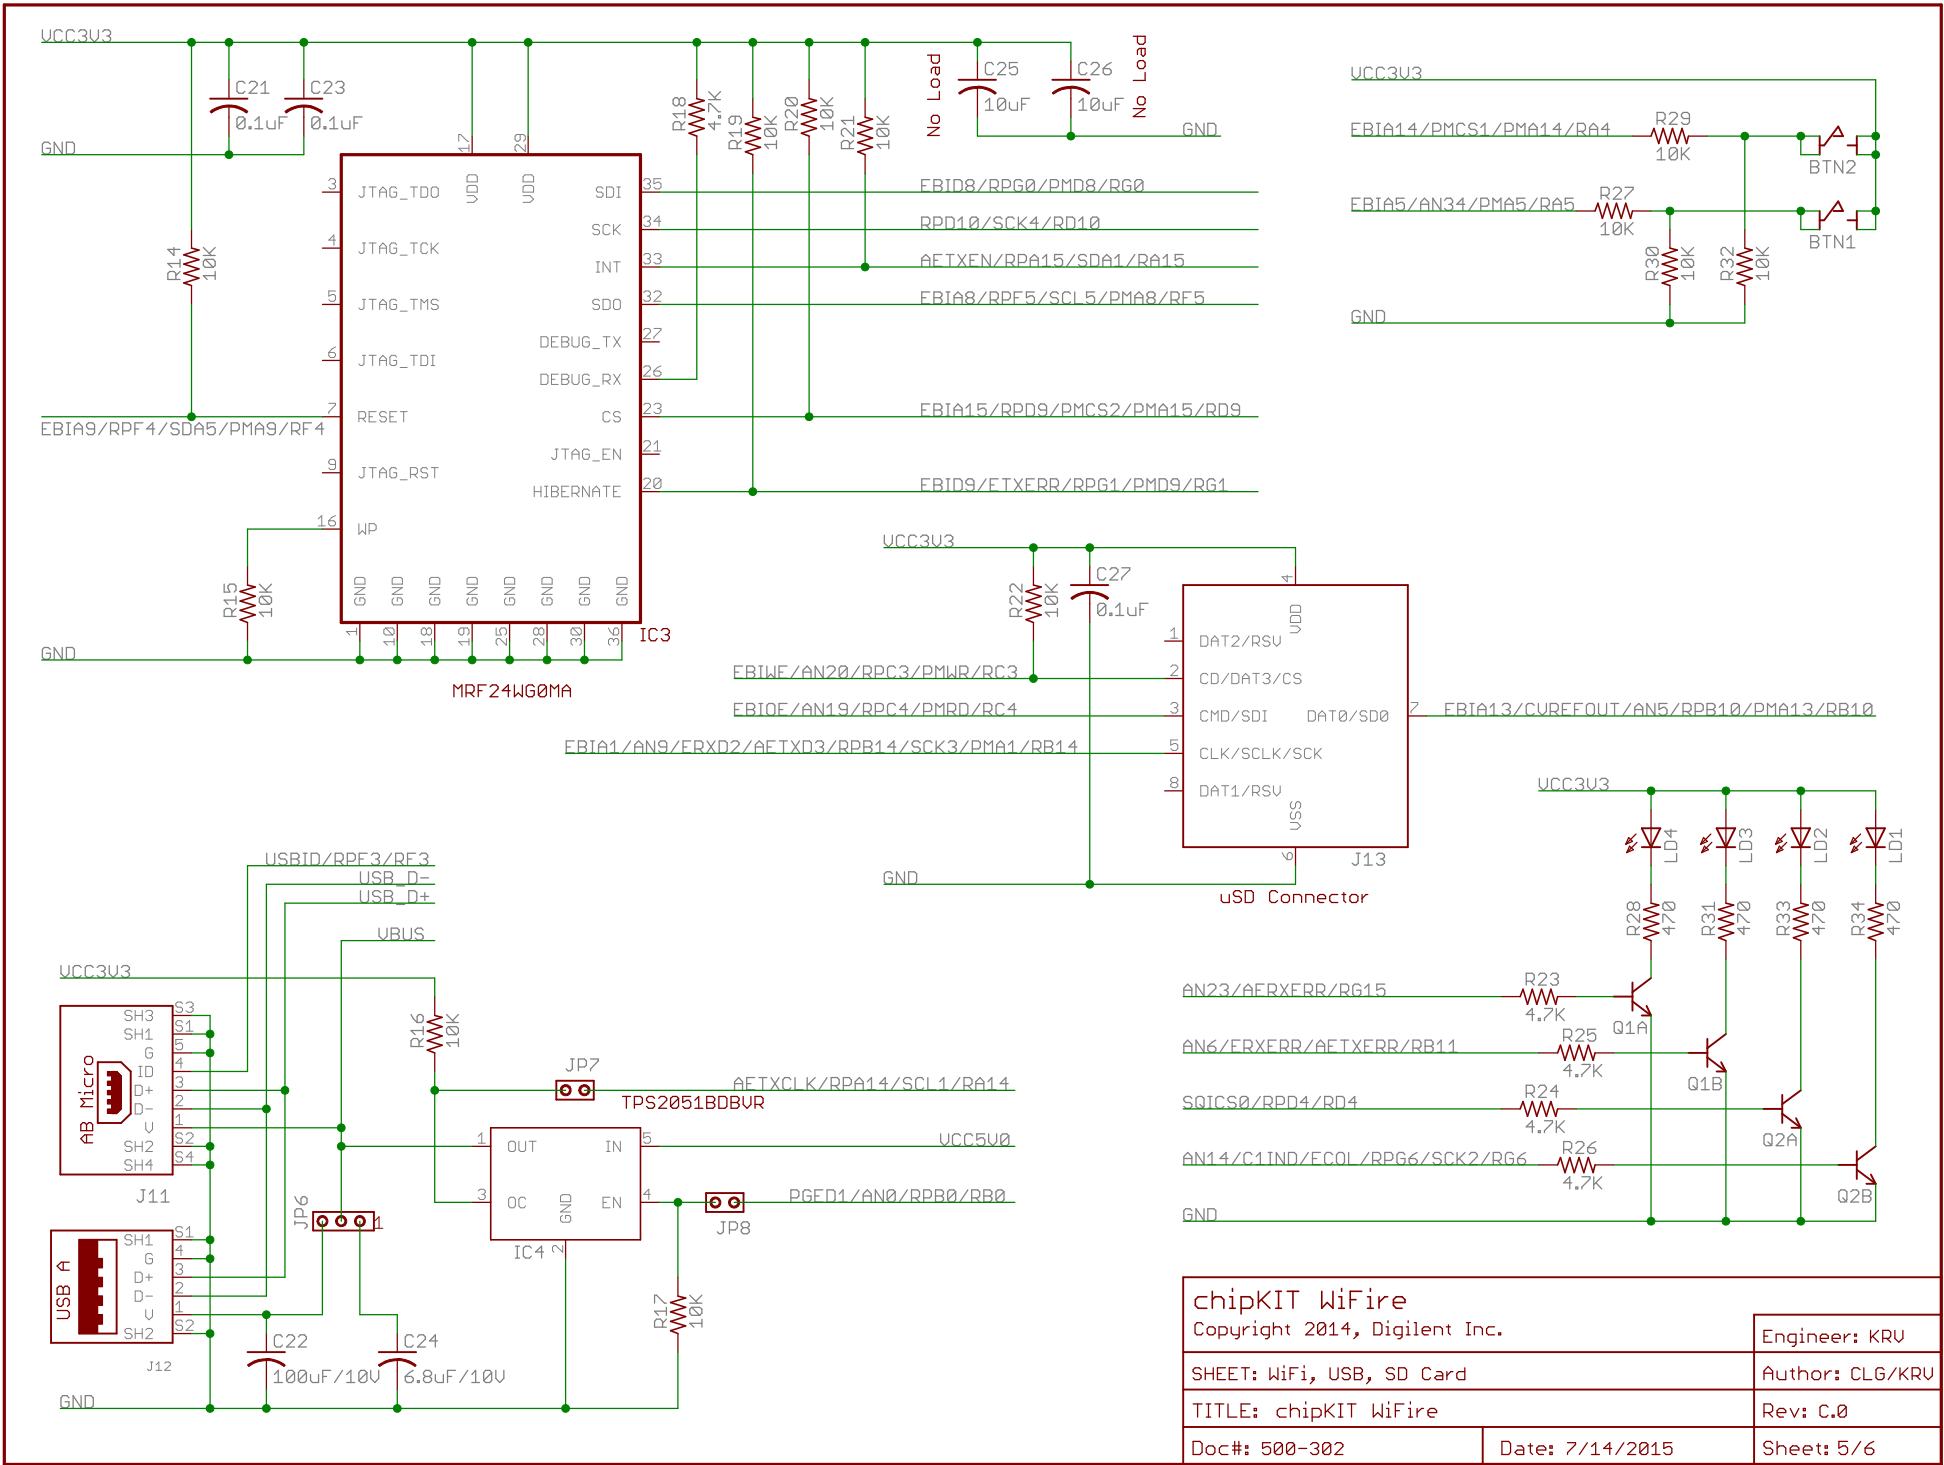 VCC3V3
C21
0.1uF
C23
0.1uF
GND
R14
10K
EBIA9/RPF4/SDA5/PMA9/RF4
R15
10K
GND
17
29
VDD
VDD
3 JTAG_TDO
4 JTAG_TCK
5 JTAG_TMS
6 JTAG_TDI
7 RESET
9 JTAG_RST
16 WP
SDI 35
SCK 34
INT 33
SDO 32
DEBUG_TX 27
DEBUG_RX 26
CS 23
JTAG_EN 21
HIBERNATE 20
GND GND GND GND GND GND GND GND
1 10 18 19 25 28 30 36
IC3
MRF24WG0MA
R18
4.7K
R19
10K
R20
10K
R21
10K
No Load
C25
10uF
C26
10uF
No Load
GND
EBID8/RPG0/PMD8/RG0
RPD10/SCK4/RD10
AETXEN/RPA15/SDA1/RA15
EBIA8/RPF5/SCL5/PMA8/RF5
EBIA15/RPD9/PMCS2/PMA15/RD9
EBID9/ETXERR/RPG1/PMD9/RG1
VCC3V3
EBIA14/PMCS1/PMA14/RA4
R29
10K
BTN2
EBIA5/AN34/PMA5/RA5
R27
10K
BTN1
R30
10K
R32
10K
GND
VCC3V3
R22
10K
C27
0.1uF
4
VDD
1 DAT2/RSV
EBIWE/AN20/RPC3/PMWR/RC3
2 CD/DAT3/CS
EBIOE/AN19/RPC4/PMRD/RC4
3 CMD/SDI
DAT0/SD0 7
EBIA13/CVREFOUT/AN5/RPB10/PMA13/RB10
EBIA1/AN9/ERXD2/AETXD3/RPB14/SCK3/PMA1/RB14
5 CLK/SCLK/SCK
8 DAT1/RSV
VSS
6
J13
GND
uSD Connector
VCC3V3
LD4
LD3
LD2
LD1
R28
470
R31
470
R33
470
R34
470
AN23/AERXERR/RG15
R23
4.7K
Q1A
AN6/ERXERR/AETXERR/RB11
R25
4.7K
Q1B
SQICS0/RPD4/RD4
R24
4.7K
Q2A
AN14/C1IND/ECOL/RPG6/SCK2/RG6
R26
4.7K
Q2B
GND
USBID/RPF3/RF3
USB_D-
USB_D+
VBUS
VCC3V3
R16
10K
AB Micro
SH3 S3
SH1 S1
G 5
ID 4
D+ 3
D- 2
V 1
SH2 S2
SH4 S4
J11
JP7
AETXCLK/RPA14/SCL1/RA14
TPS2051BDBVR
1 OUT
IN 5
VCC5V0
3 OC
GND
EN 4
PGED1/AN0/RPB0/RB0
IC4
2
JP8
JP6
1
USB A
SH1 S1
G 4
D+ 3
D- 2
V 1
SH2 S2
J12
C22
100uF/10V
C24
6.8uF/10V
R17
10K
GND
chipKIT WiFire
Copyright 2014, Digilent Inc.
Engineer: KRV
SHEET: WiFi, USB, SD Card
Author: CLG/KRV
TITLE: chipKIT WiFire
Rev: C.0
Doc#: 500-302
Date: 7/14/2015
Sheet: 5/6